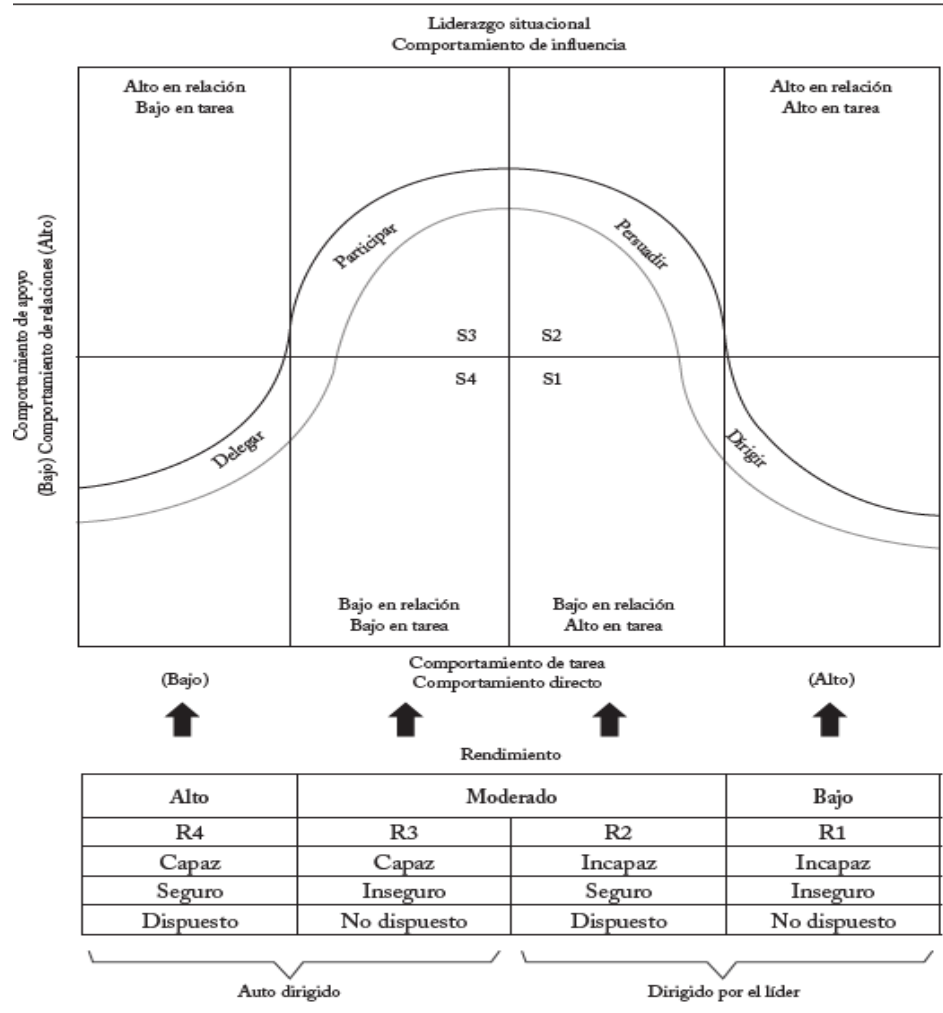 Liderazgo situacional
Comportamiento de influencia
Alto en relación
Bajo en tarea
Alto en relación
Alto en tarea
Comportamiento de apoyo
(Bajo) Comportamiento de relaciones (Alto)
Participar
Persuadir
S3
S2
S4
S1
Delegar
Dirigir
Bajo en relación
Bajo en tarea
Bajo en relación
Alto en tarea
(Bajo)
Comportamiento de tarea
Comportamiento directo
(Alto)
Rendimiento
Alto
Moderado
Bajo
R4
R3
R2
R1
Capaz
Capaz
Incapaz
Incapaz
Seguro
Inseguro
Seguro
Inseguro
Dispuesto
No dispuesto
Dispuesto
No dispuesto
Auto dirigido
Dirigido por el líder